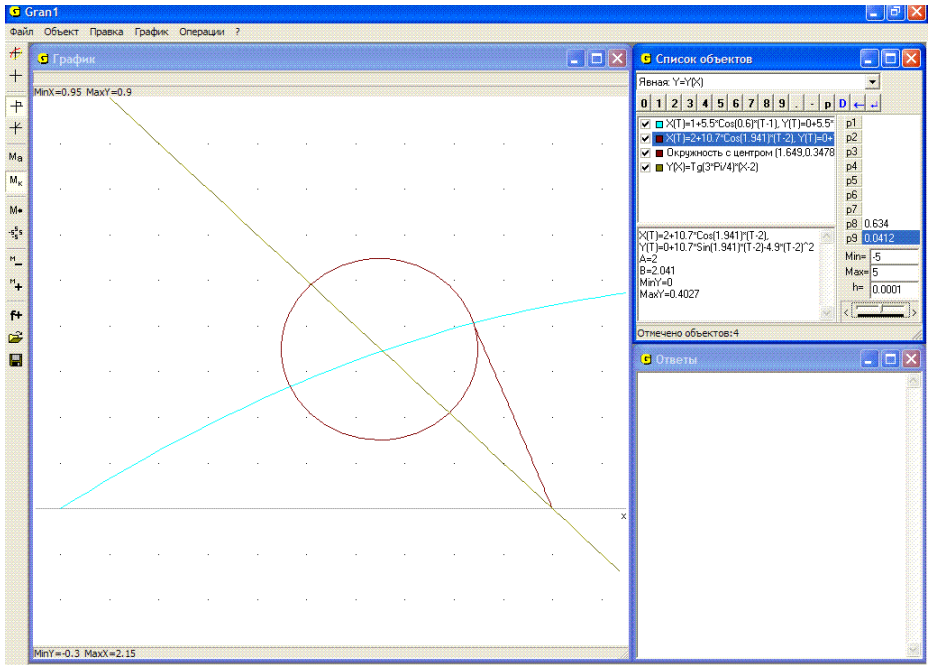 Gran1
Файл Объект Правка График Операции ?
График
MinX=0.95 MaxY=0.9
x
MinY=-0.3 MaxX=2.15
Список объектов
Явная: Y=Y(X)
0 1 2 3 4 5 6 7 8 9 . - p D ← ↵
X(T)=1+5.5*Cos(0.6)*(T-1), Y(T)=0+5.5*
X(T)=2+10.7*Cos(1.941)*(T-2), Y(T)=0+
Окружность с центром (1.649,0.3478
Y(X)=Tg(3*Pi/4)*(X-2)
p1
p2
p3
p4
p5
p6
p7
p8 0.634
p9 0.0412
X(T)=2+10.7*Cos(1.941)*(T-2),
Y(T)=0+10.7*Sin(1.941)*(T-2)-4.9*(T-2)^2
A=2
B=2.041
MinY=0
MaxY=0.4027
Min= -5
Max= 5
h= 0.0001
Отмечено объектов:4
Ответы
Ма
Мк
М
М
М
f+